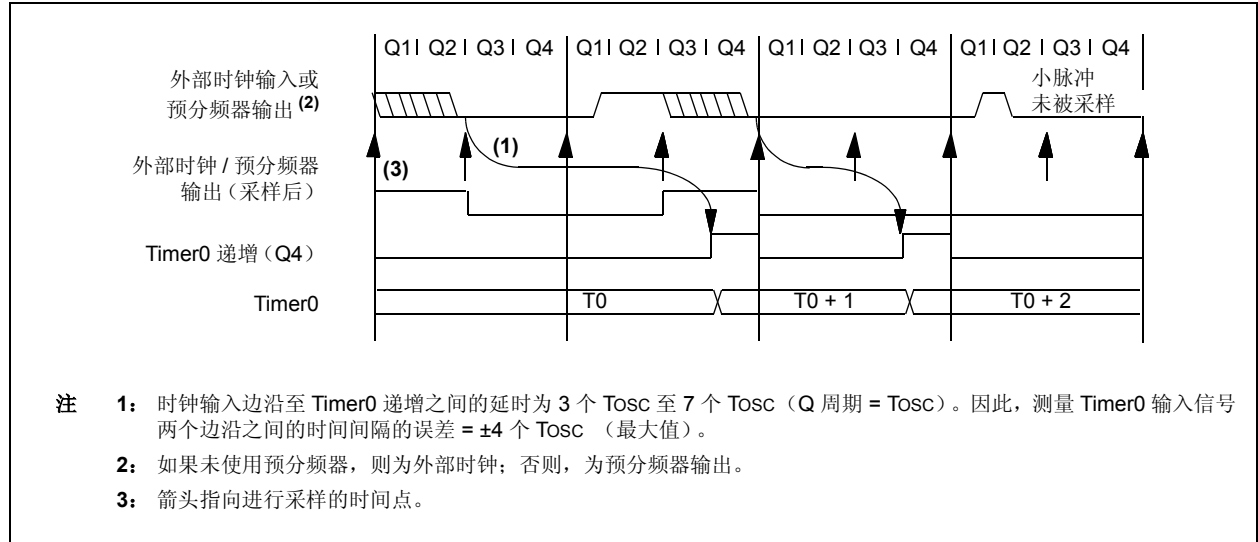 Q1 Q2 Q3 Q4 Q1 Q2 Q3 Q4 Q1 Q2 Q3 Q4 Q1 Q2 Q3 Q4
外部时钟输入或
预分频器输出 (2)
小脉冲
未被采样
(1)
外部时钟 / 预分频器
输出（采样后）
(3)
Timer0 递增（Q4）
Timer0 T0 T0 + 1 T0 + 2
注 1： 时钟输入边沿至 Timer0 递增之间的延时为 3 个 Tosc 至 7 个 Tosc （Q 周期 = Tosc）。因此，测量 Timer0 输入信号
两个边沿之间的时间间隔的误差 = ±4 个 Tosc （最大值）。
2： 如果未使用预分频器，则为外部时钟；否则，为预分频器输出。
3： 箭头指向进行采样的时间点。